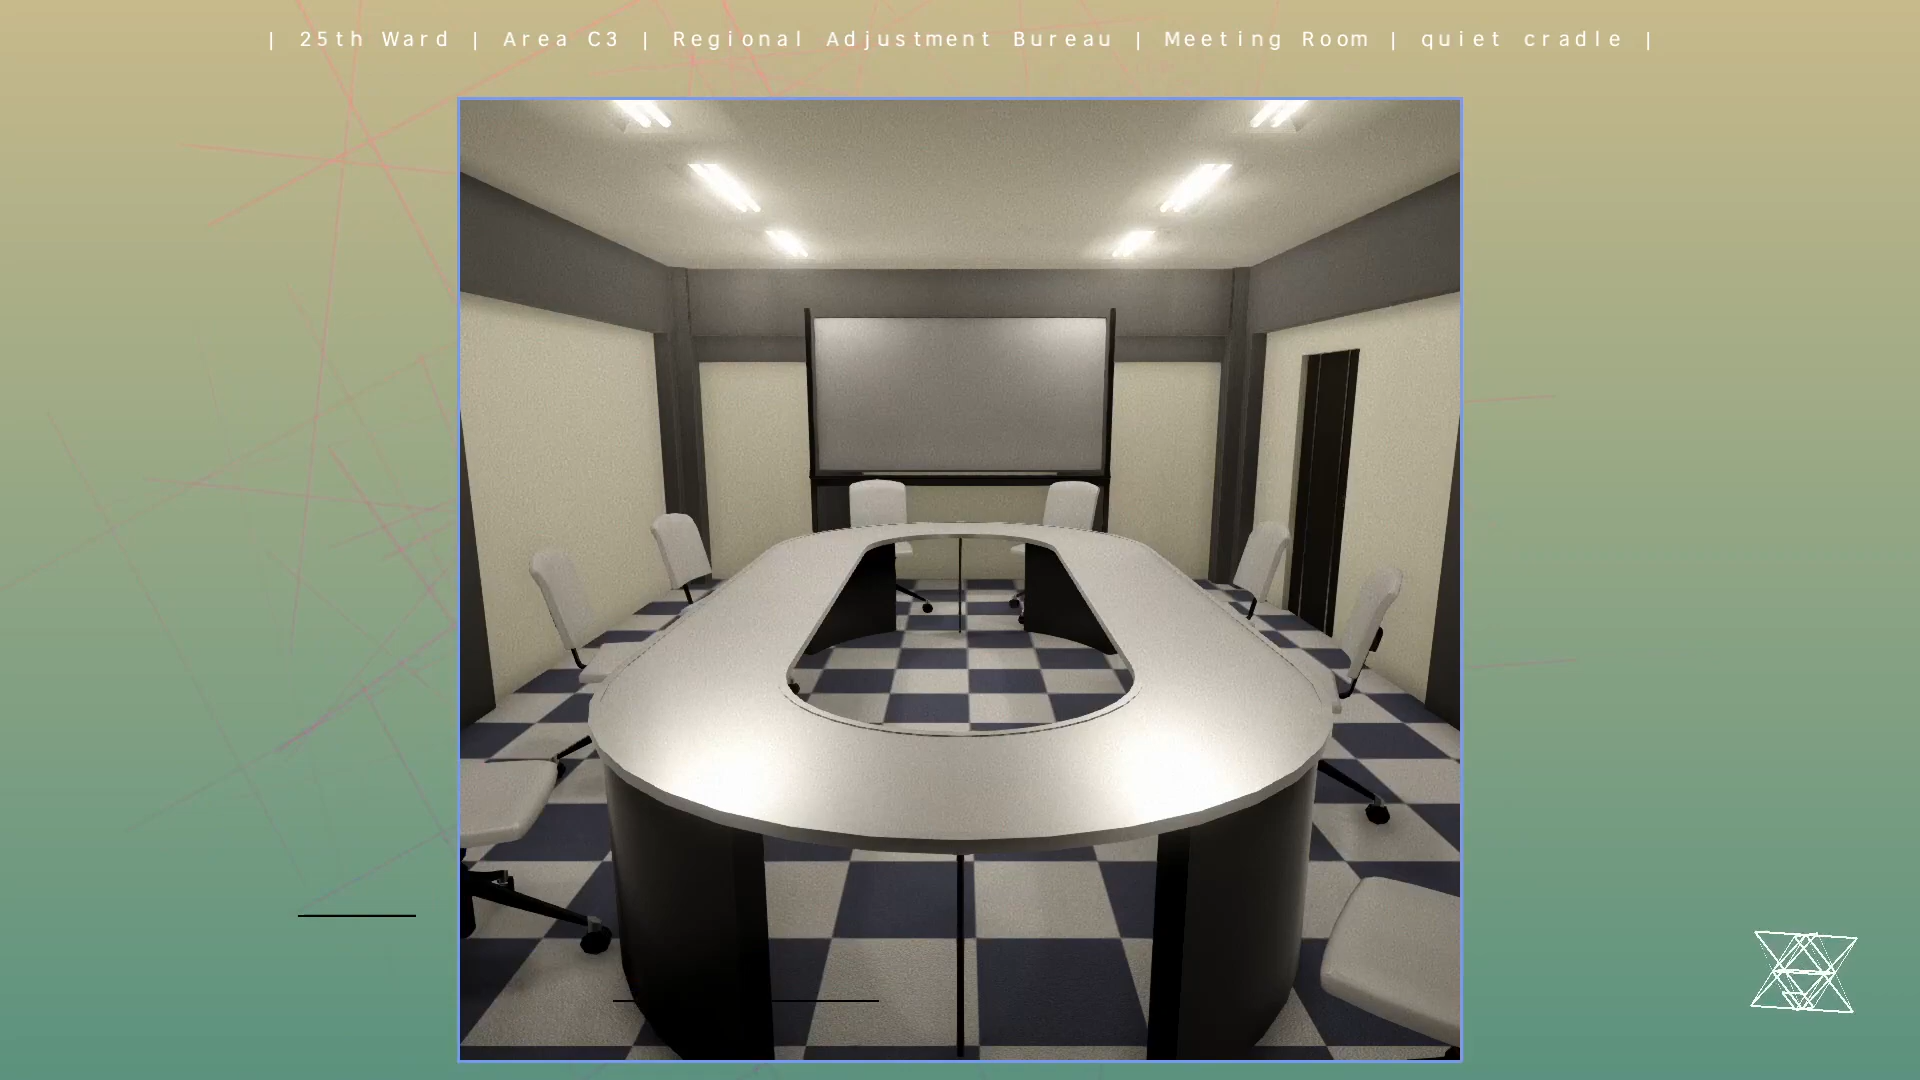 | 25th Ward | Area C3 | Regional Adjustment Bureau | Meeting Room | quiet cradle |